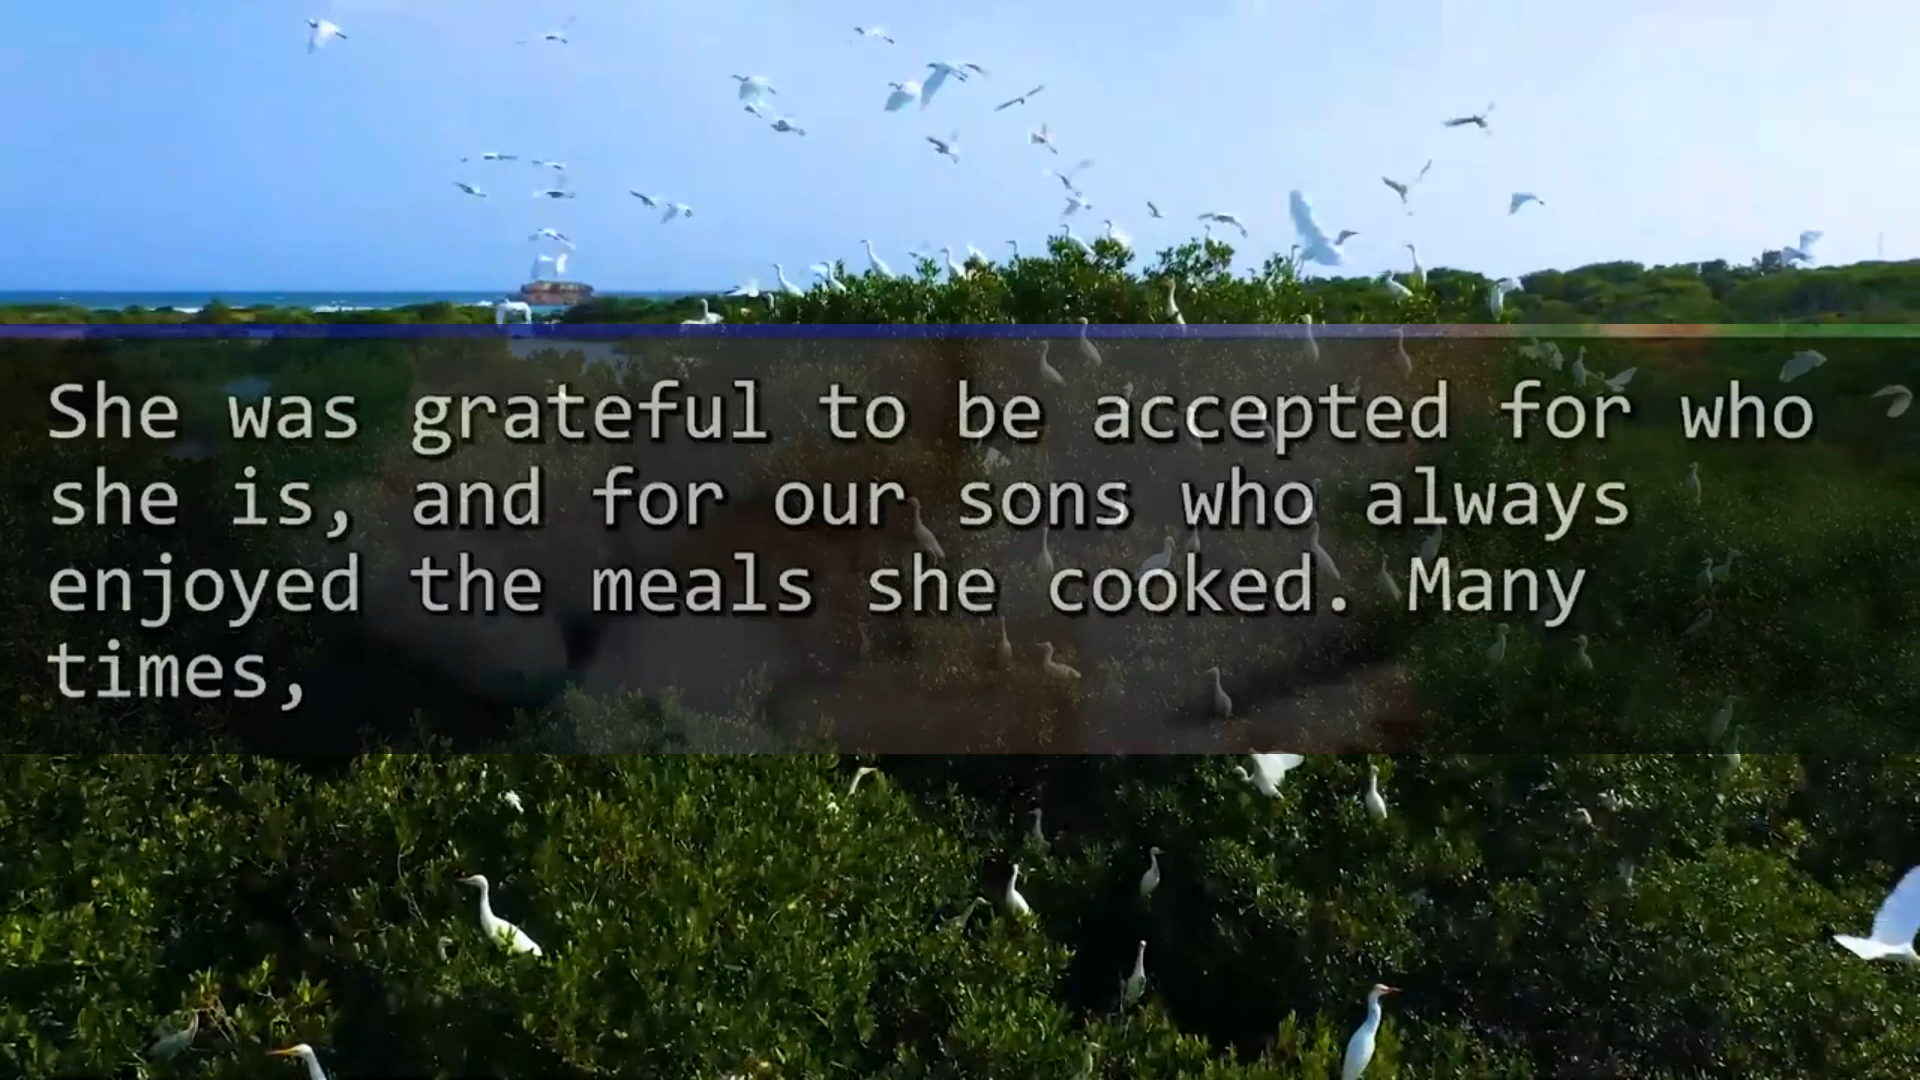 She was grateful to be accepted for who
she is, and for our sons who always
enjoyed the meals she cooked. Many
times,